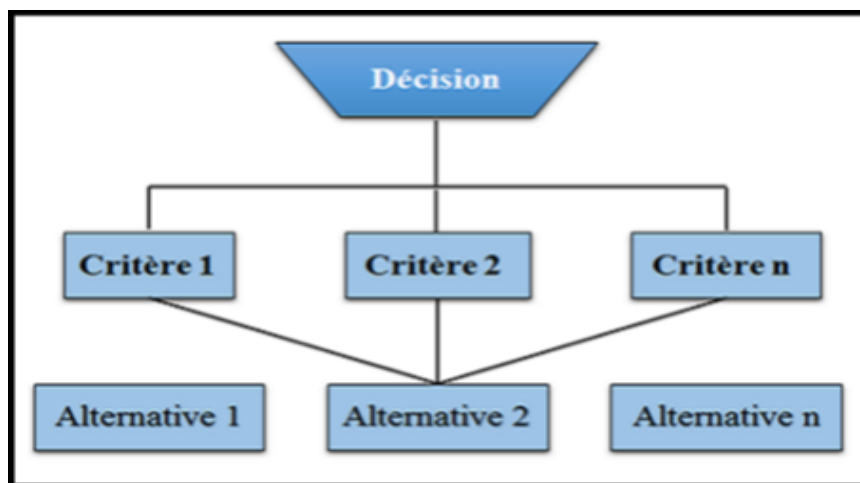 Décision
Critère 1
Critère 2
Critère n
Alternative 1
Alternative 2
Alternative n